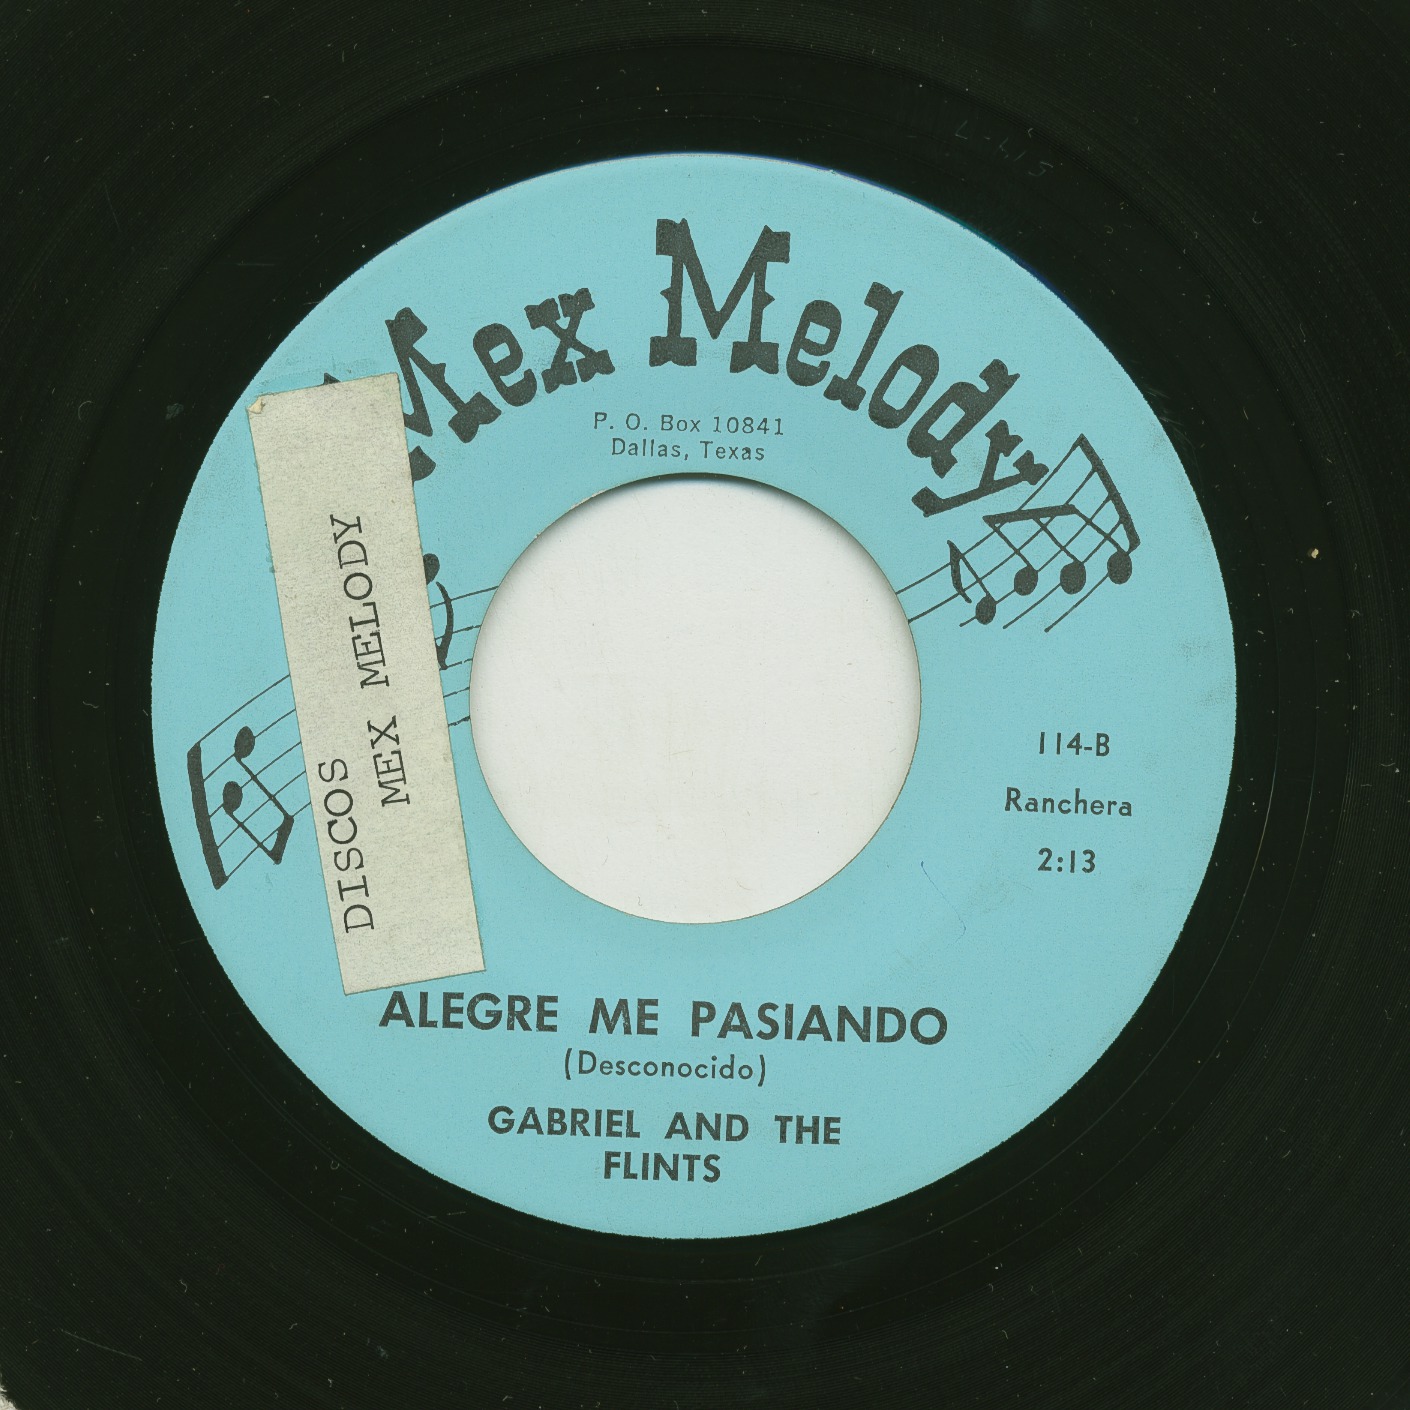 Mex Melody
P. O. Box 10841
Dallas, Texas
DISCOS
MEX MELODY
114-B
Ranchera
2:13
ALEGRE ME PASIANDO
(Desconocido)
GABRIEL AND THE
FLINTS